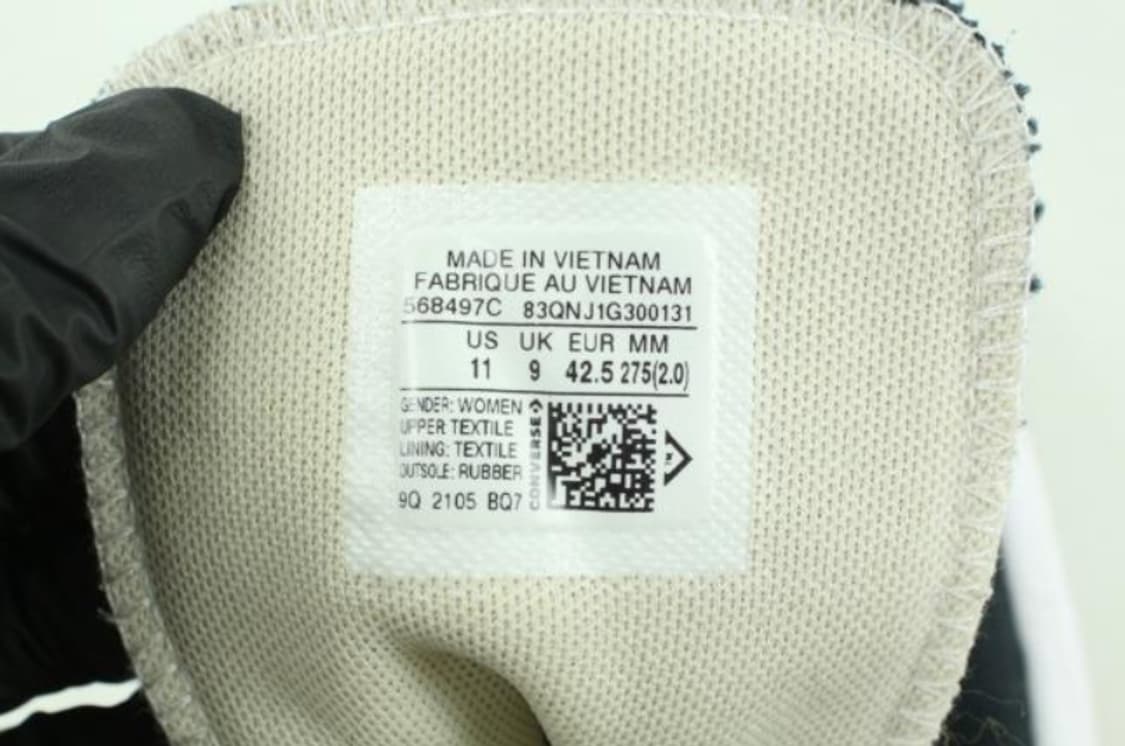 MADE IN VIETNAM
FABRIQUE AU VIETNAM
568497C 83QNJ1G300131
US UK EUR MM
11 9 42.5 275(2.0)
GENDER: WOMEN
UPPER TEXTILE
LINING: TEXTILE
OUTSOLE: RUBBER
9Q 2105 BQ7
CONVERSE
TM